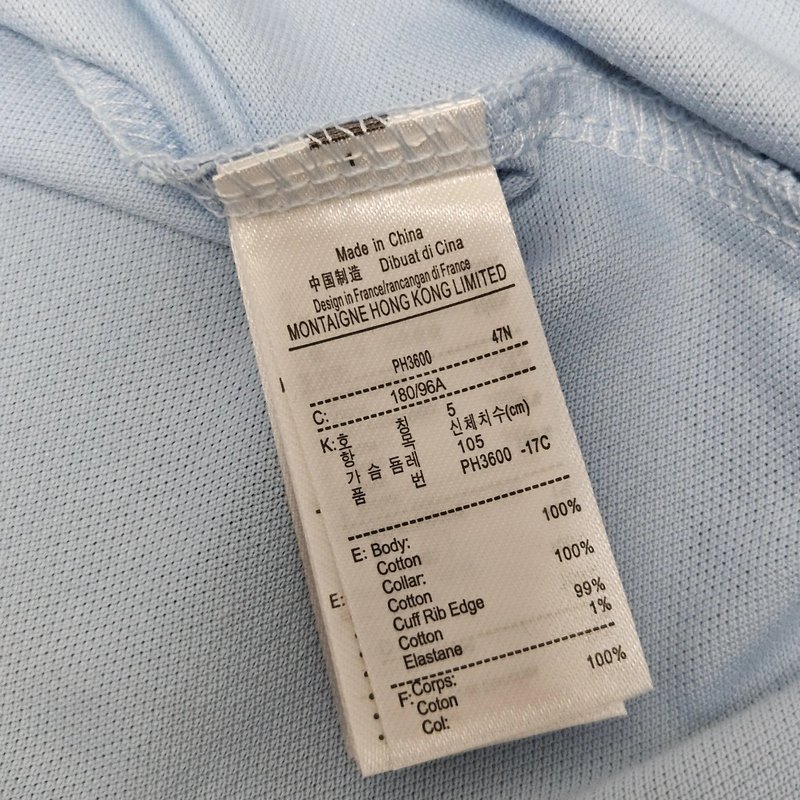 Made in China
中国制造 Dibuat di Cina
Design in France/rancangan di France
MONTAIGNE HONG KONG LIMITED
PH3600 47N
C: 180/96A
K: 호 칭 5
항 목 신체치수(cm)
가 슴 둘 레 105
품 번 PH3600 -17C
E: Body: 100%
Cotton
Collar: 100%
Cotton
Cuff Rib Edge 99%
Cotton 1%
Elastane
F: Corps: 100%
Coton
Col:
E: